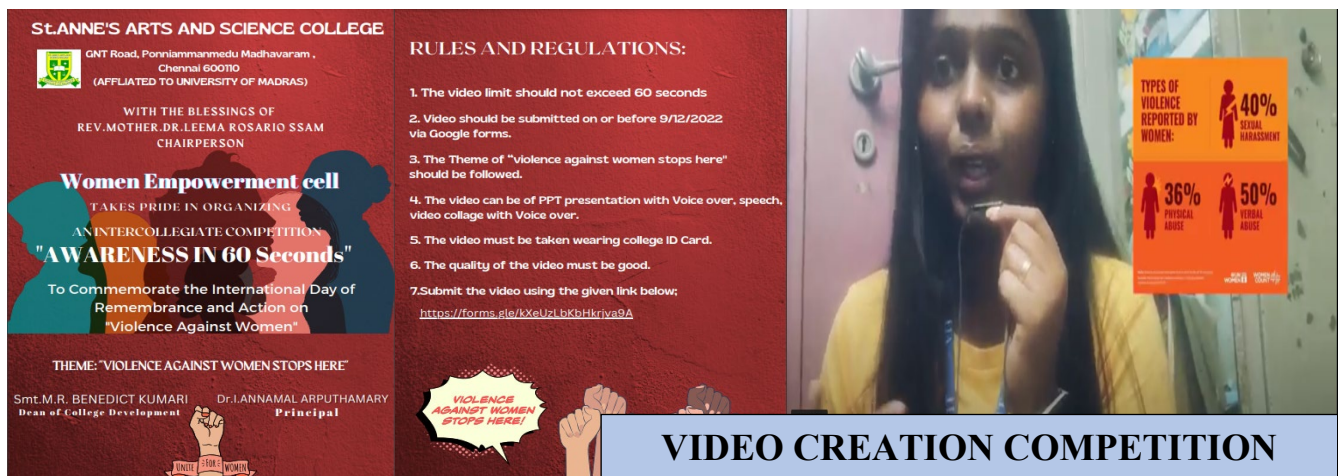 St.ANNE'S ARTS AND SCIENCE COLLEGE
GNT Road, Ponniammanmedu Madhavaram ,
Chennai 600110
(AFFLIATED TO UNIVERSITY OF MADRAS)
WITH THE BLESSINGS OF
REV.MOTHER.DR.LEEMA ROSARIO SSAM
CHAIRPERSON
Women Empowerment cell
TAKES PRIDE IN ORGANIZING
AN INTERCOLLEGIATE COMPETITION
"AWARENESS IN 60 Seconds"
To Commemorate the International Day of
Remembrance and Action on
"Violence Against Women"
THEME: "VIOLENCE AGAINST WOMEN STOPS HERE"
Smt.M.R. BENEDICT KUMARI
Dean of College Development
Dr.I.ANNAMAL ARPUTHAMARY
Principal
UNITE FOR WOMEN
RULES AND REGULATIONS:
1. The video limit should not exceed 60 seconds
2. Video should be submitted on or before 9/12/2022
via Google forms.
3. The Theme of "violence against women stops here"
should be followed.
4. The video can be of PPT presentation with Voice over, speech,
video collage with Voice over.
5. The video must be taken wearing college ID Card.
6. The quality of the video must be good.
7.Submit the video using the given link below;
https://forms.gle/kXeUzLbKbHkrjva9A
VIOLENCE
AGAINST WOMEN
STOPS HERE!
TYPES OF
VIOLENCE
REPORTED BY
WOMEN:
40%
SEXUAL
HARASSMENT
36%
PHYSICAL
ABUSE
50%
VERBAL
ABUSE
VIDEO CREATION COMPETITION